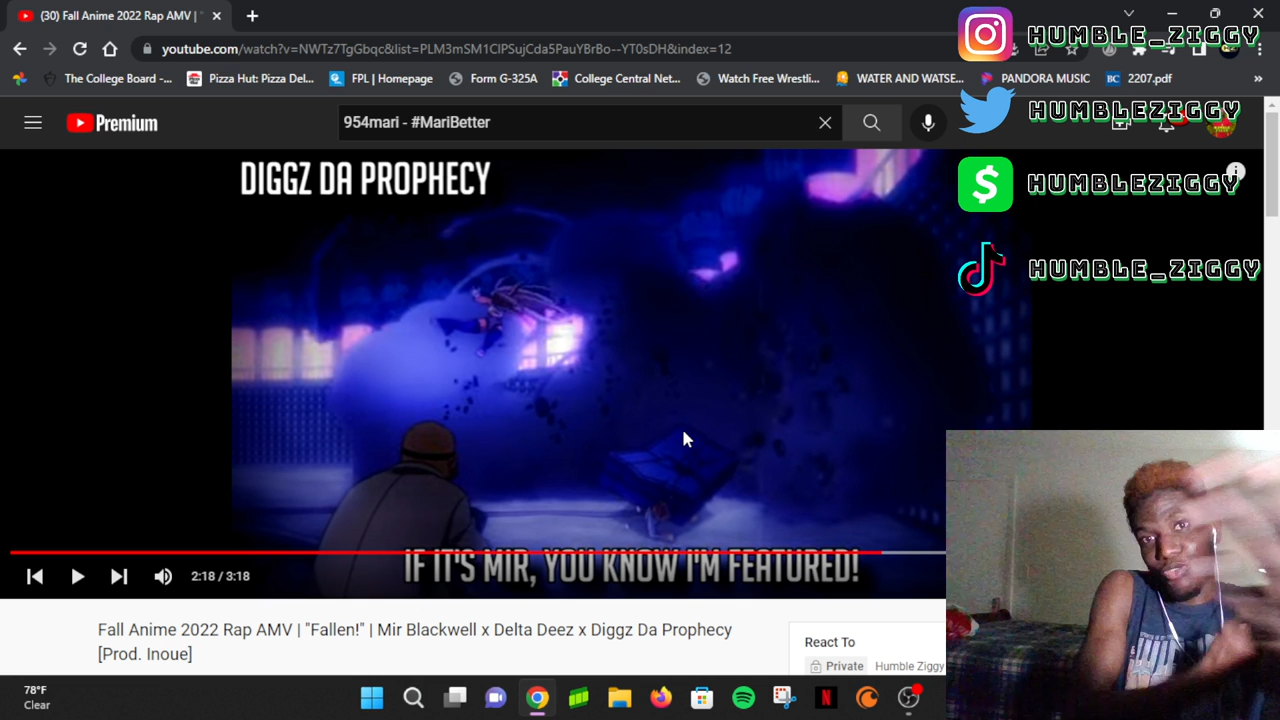 (30) Fall Anime 2022 Rap AMV | "
youtube.com/watch?v=NWTz7TgGbqc&list=PLM3mSM1ClPSujCda5PauYBrBo--YT0sDH&index=12
HUMBLE_ZIGGY
The College Board -...
Pizza Hut: Pizza Del...
FPL | Homepage
Form G-325A
College Central Net...
Watch Free Wrestli...
WATER AND WATSE...
PANDORA MUSIC
BC 2207.pdf
»
Premium
954mari - #MariBetter
HUMBLEZIGGY
DIGGZ DA PROPHECY
HUMBLEZIGGY
HUMBLE_ZIGGY
IF IT'S MIR, YOU KNOW I'M FEATURED!
2:18 / 3:18
Fall Anime 2022 Rap AMV | "Fallen!" | Mir Blackwell x Delta Deez x Diggz Da Prophecy
[Prod. Inoue]
React To
Private Humble Ziggy
78°F
Clear